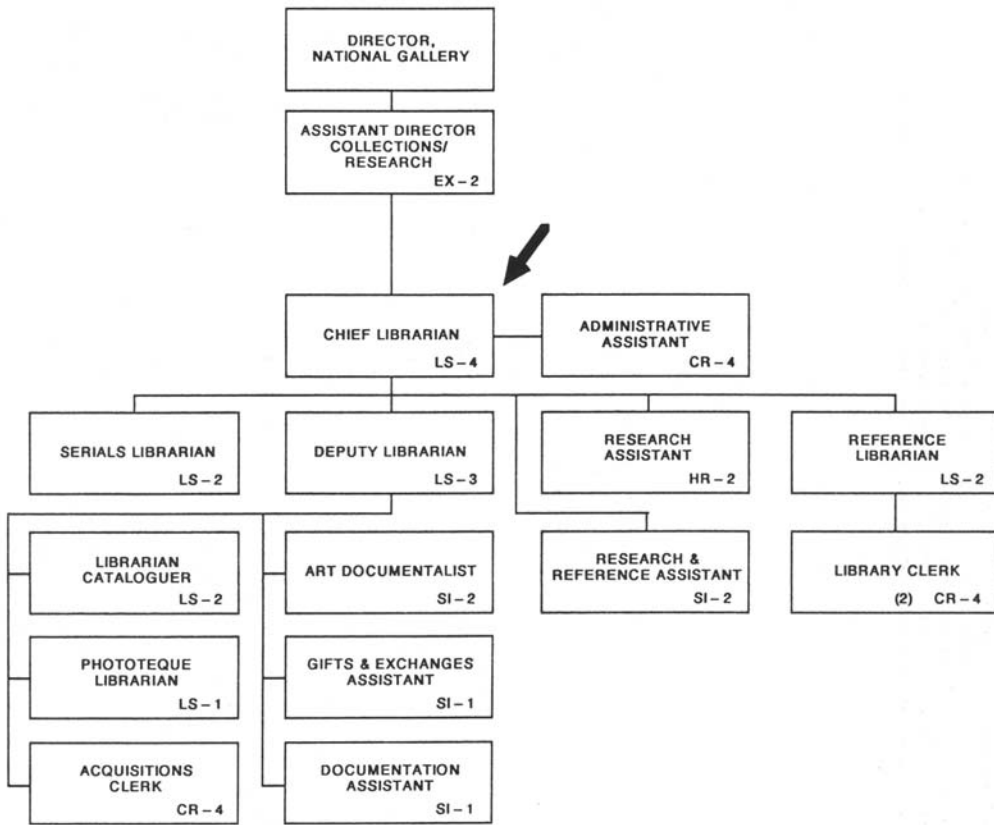 DIRECTOR,
NATIONAL GALLERY
ASSISTANT DIRECTOR
COLLECTIONS/
RESEARCH
EX-2
CHIEF LIBRARIAN
LS-4
ADMINISTRATIVE
ASSISTANT
CR-4
SERIALS LIBRARIAN
LS-2
DEPUTY LIBRARIAN
LS-3
RESEARCH
ASSISTANT
HR-2
REFERENCE
LIBRARIAN
LS-2
LIBRARIAN
CATALOGUER
LS-2
ART DOCUMENTALIST
SI-2
RESEARCH &
REFERENCE ASSISTANT
SI-2
LIBRARY CLERK
(2) CR-4
PHOTOTEQUE
LIBRARIAN
LS-1
GIFTS & EXCHANGES
ASSISTANT
SI-1
ACQUISITIONS
CLERK
CR-4
DOCUMENTATION
ASSISTANT
SI-1